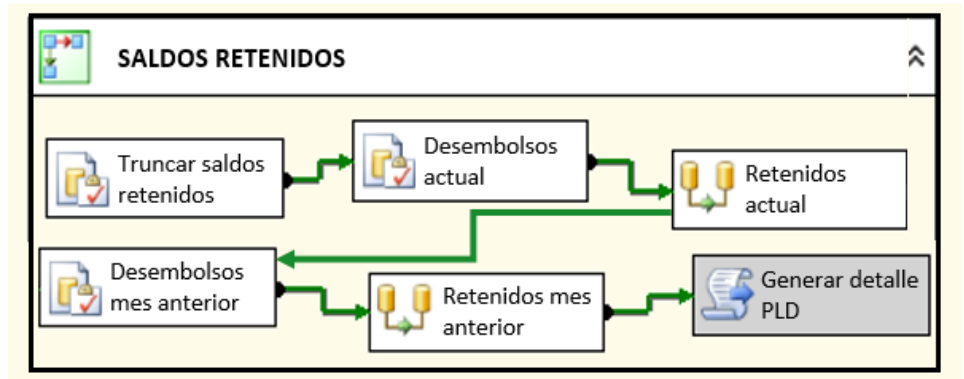 SALDOS RETENIDOS
Truncar saldos
retenidos
Desembolsos
actual
Retenidos
actual
Desembolsos
mes anterior
Retenidos mes
anterior
Generar detalle
PLD